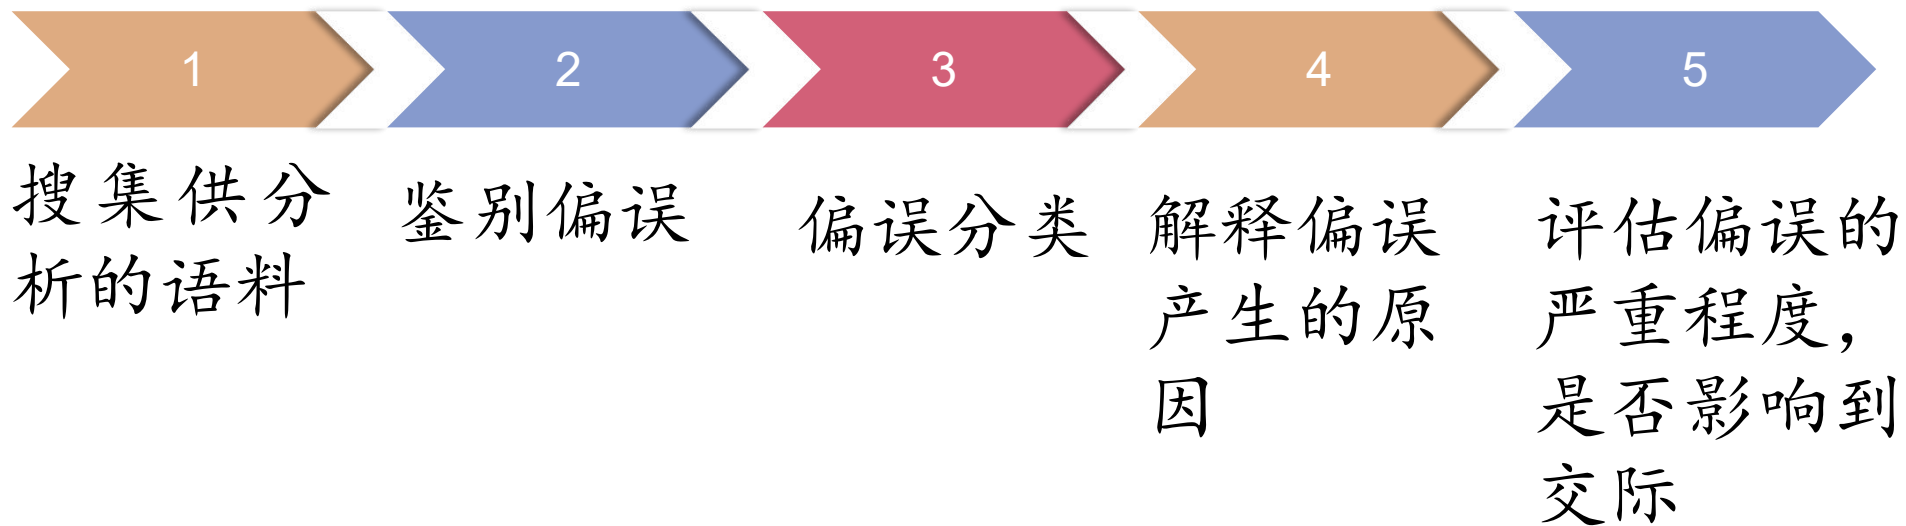 1
2
3
4
5
搜集供分
析的语料
鉴别偏误
偏误分类
解释偏误
产生的原
因
评估偏误的
严重程度，
是否影响到
交际